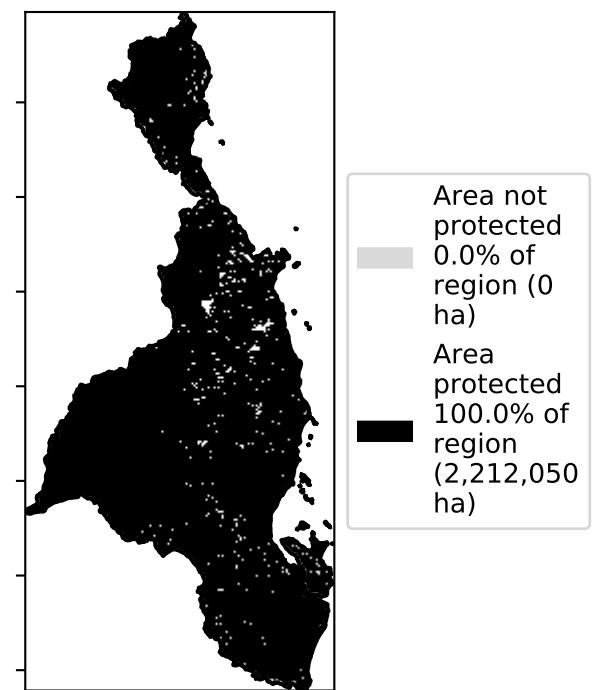 Area not
protected
0.0% of
region (0
ha)
Area
protected
100.0% of
region
(2,212,050
ha)